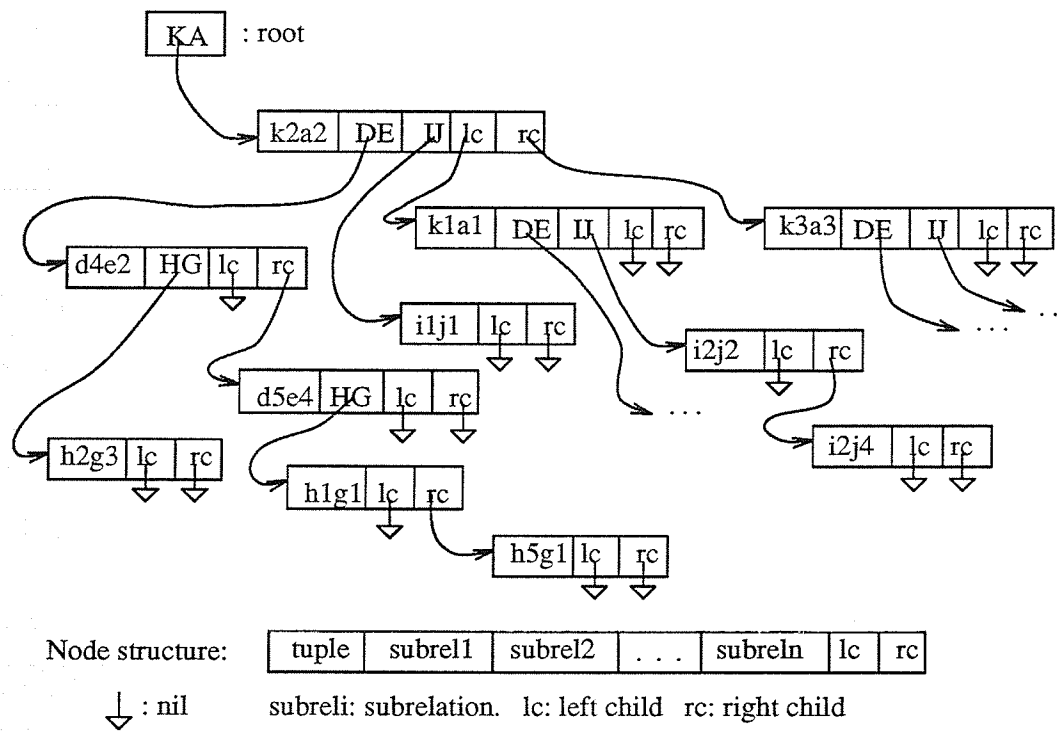 KA : root
k2a2 DE IJ lc rc
k1a1 DE IJ lc rc
k3a3 DE IJ lc rc
d4e2 HG lc rc
i1j1 lc rc
. . .
. . .
i2j2 lc rc
d5e4 HG lc rc
. . .
h2g3 lc rc
i2j4 lc rc
h1g1 lc rc
h5g1 lc rc
Node structure: tuple subrel1 subrel2 . . . subreln lc rc
: nil subreli: subrelation. lc: left child rc: right child